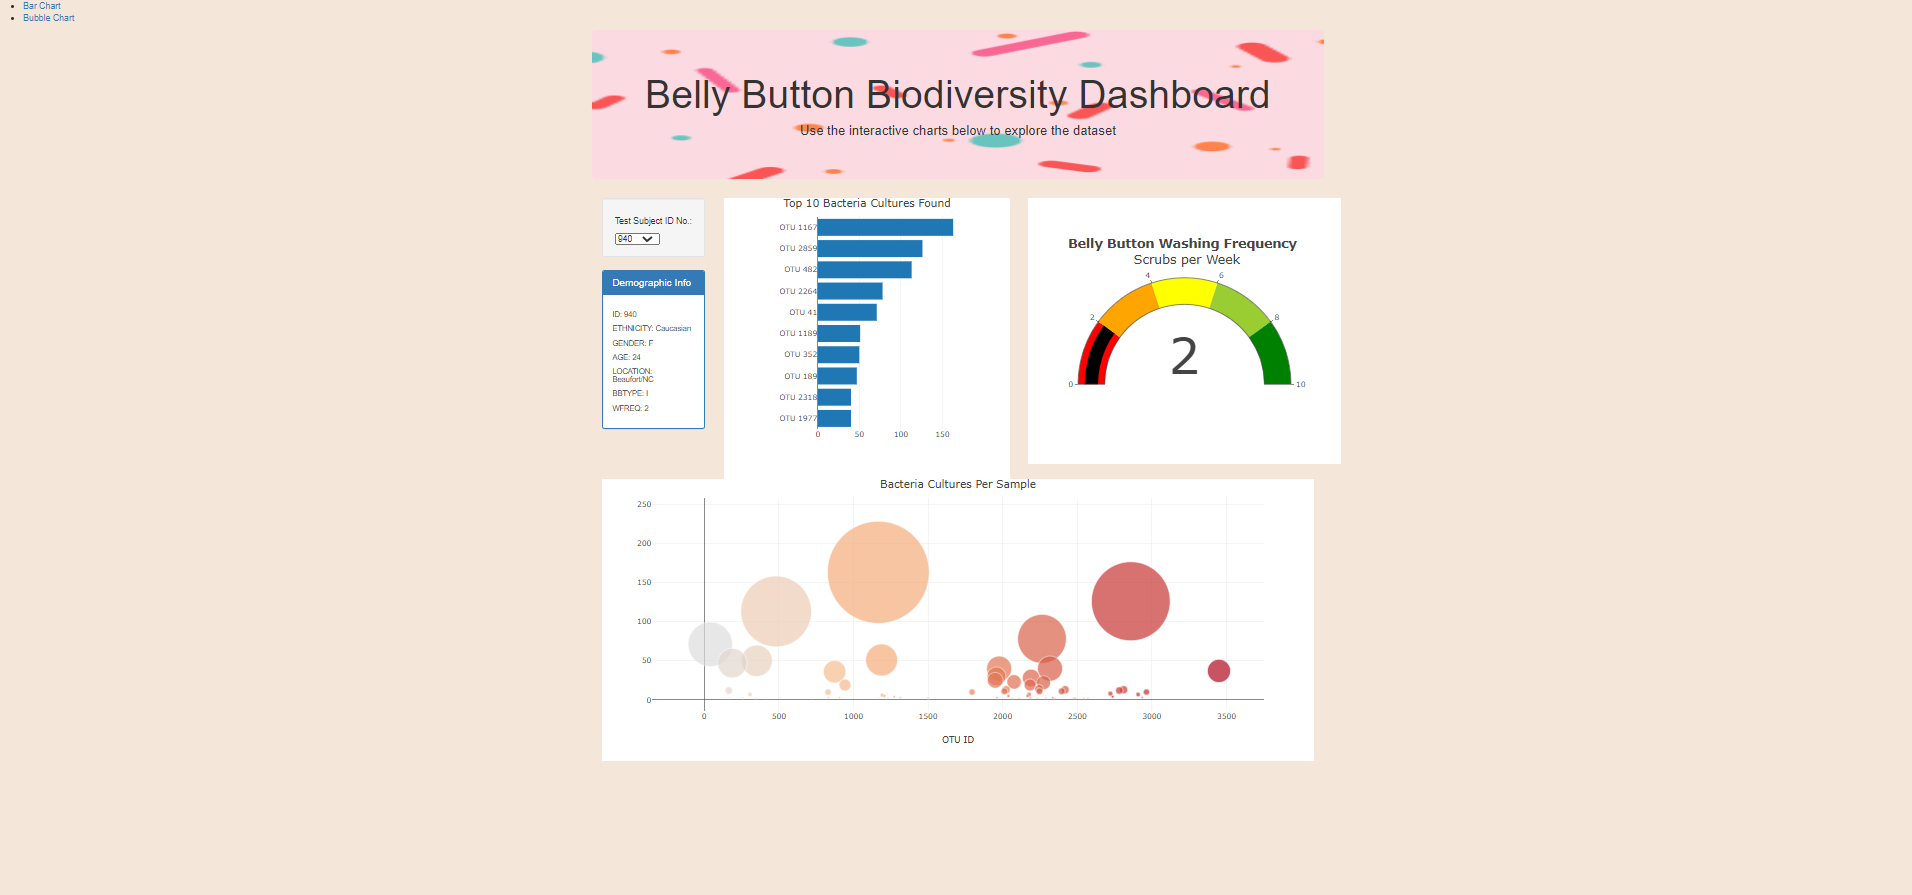 Bar Chart
Bubble Chart
Belly Button Biodiversity Dashboard
Use the interactive charts below to explore the dataset
Test Subject ID No.:
940
Demographic Info
ID: 940
ETHNICITY: Caucasian
GENDER: F
AGE: 24
LOCATION:
Beaufort/NC
BBTYPE: I
WFREQ: 2
Top 10 Bacteria Cultures Found
OTU 1167
OTU 2859
OTU 482
OTU 2264
OTU 41
OTU 1189
OTU 352
OTU 189
OTU 2318
OTU 1977
0 50 100 150
Belly Button Washing Frequency
Scrubs per Week
0 2 4 6 8 10
2
Bacteria Cultures Per Sample
250
200
150
100
50
0
0 500 1000 1500 2000 2500 3000 3500
OTU ID